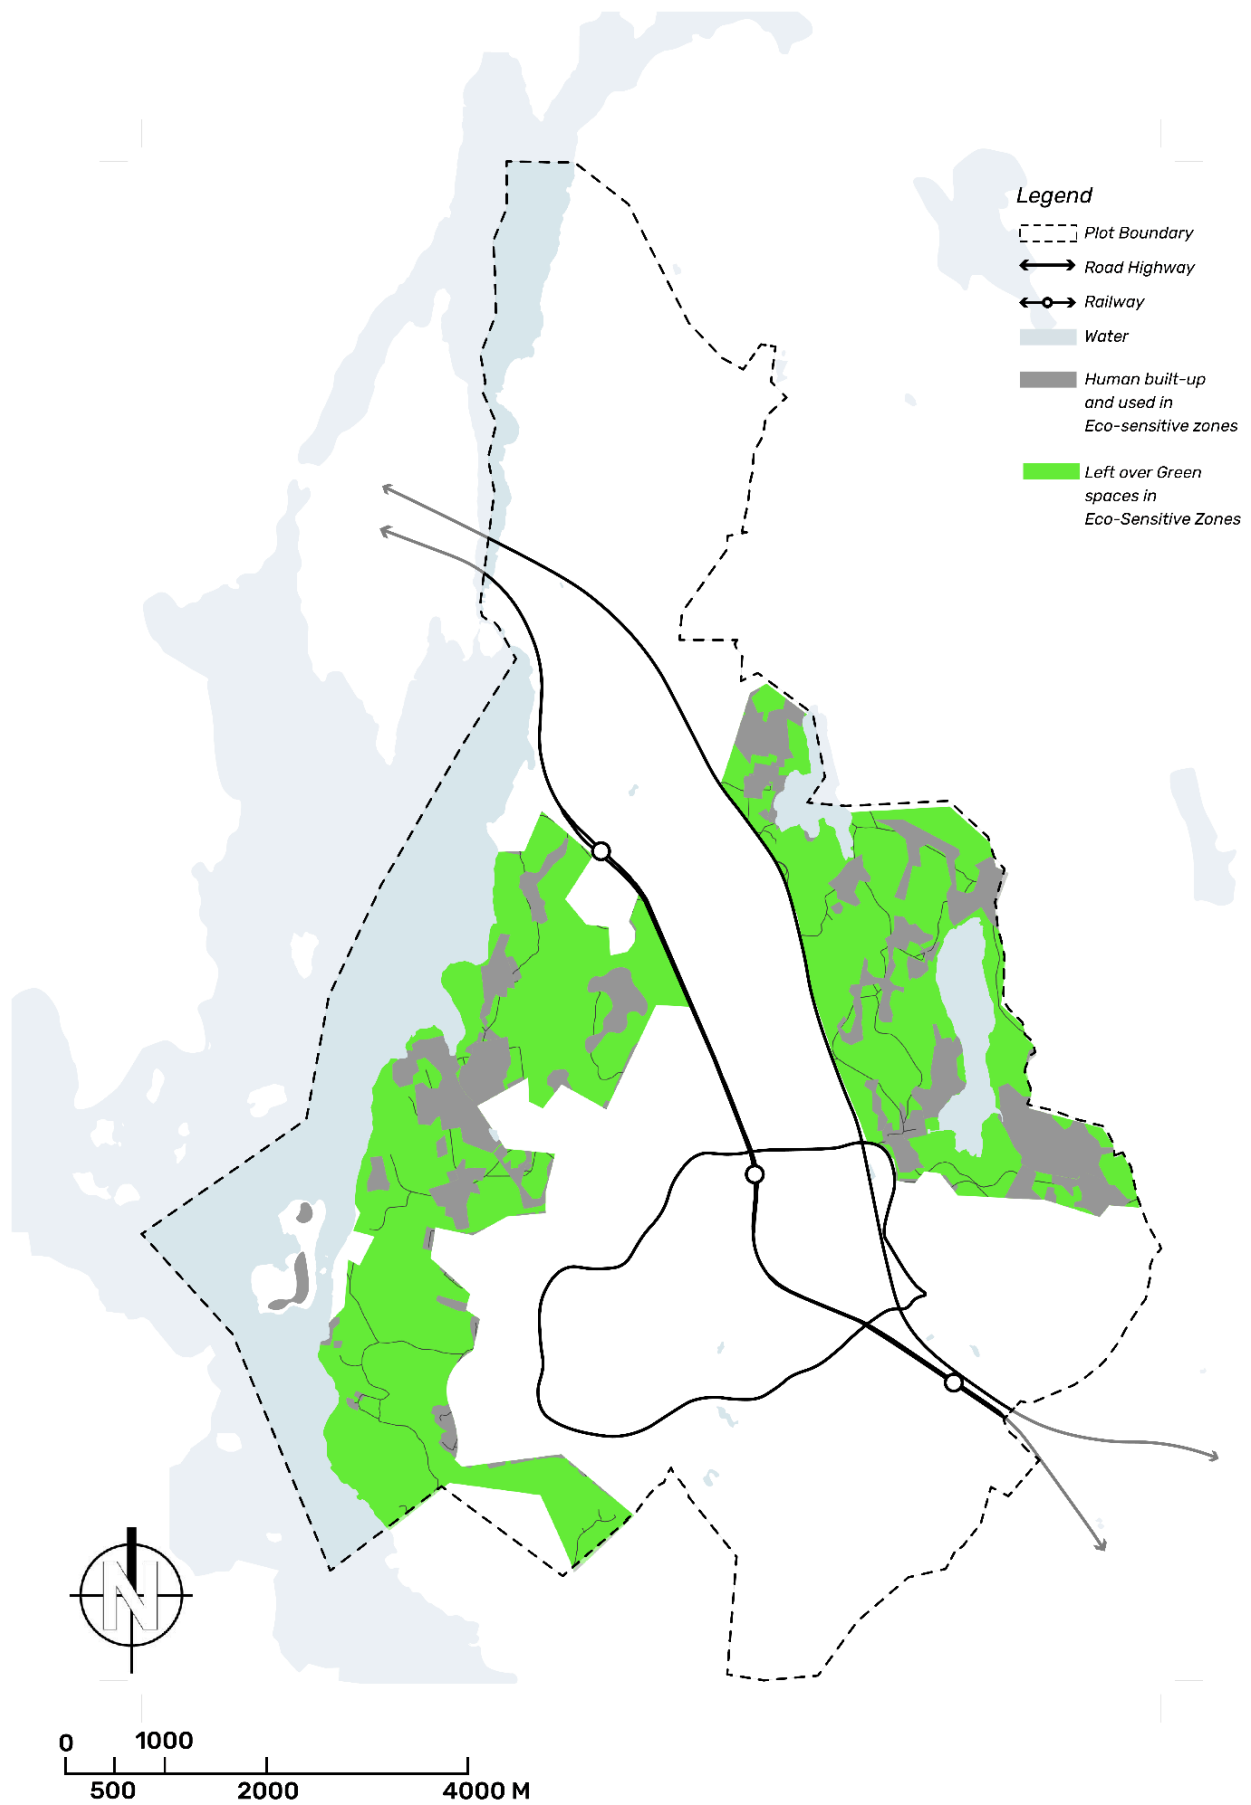 Legend
Plot Boundary
Road Highway
Railway
Water
Human built-up
and used in
Eco-sensitive zones
Left over Green
spaces in
Eco-Sensitive Zones
N
0 1000
500 2000 4000 M